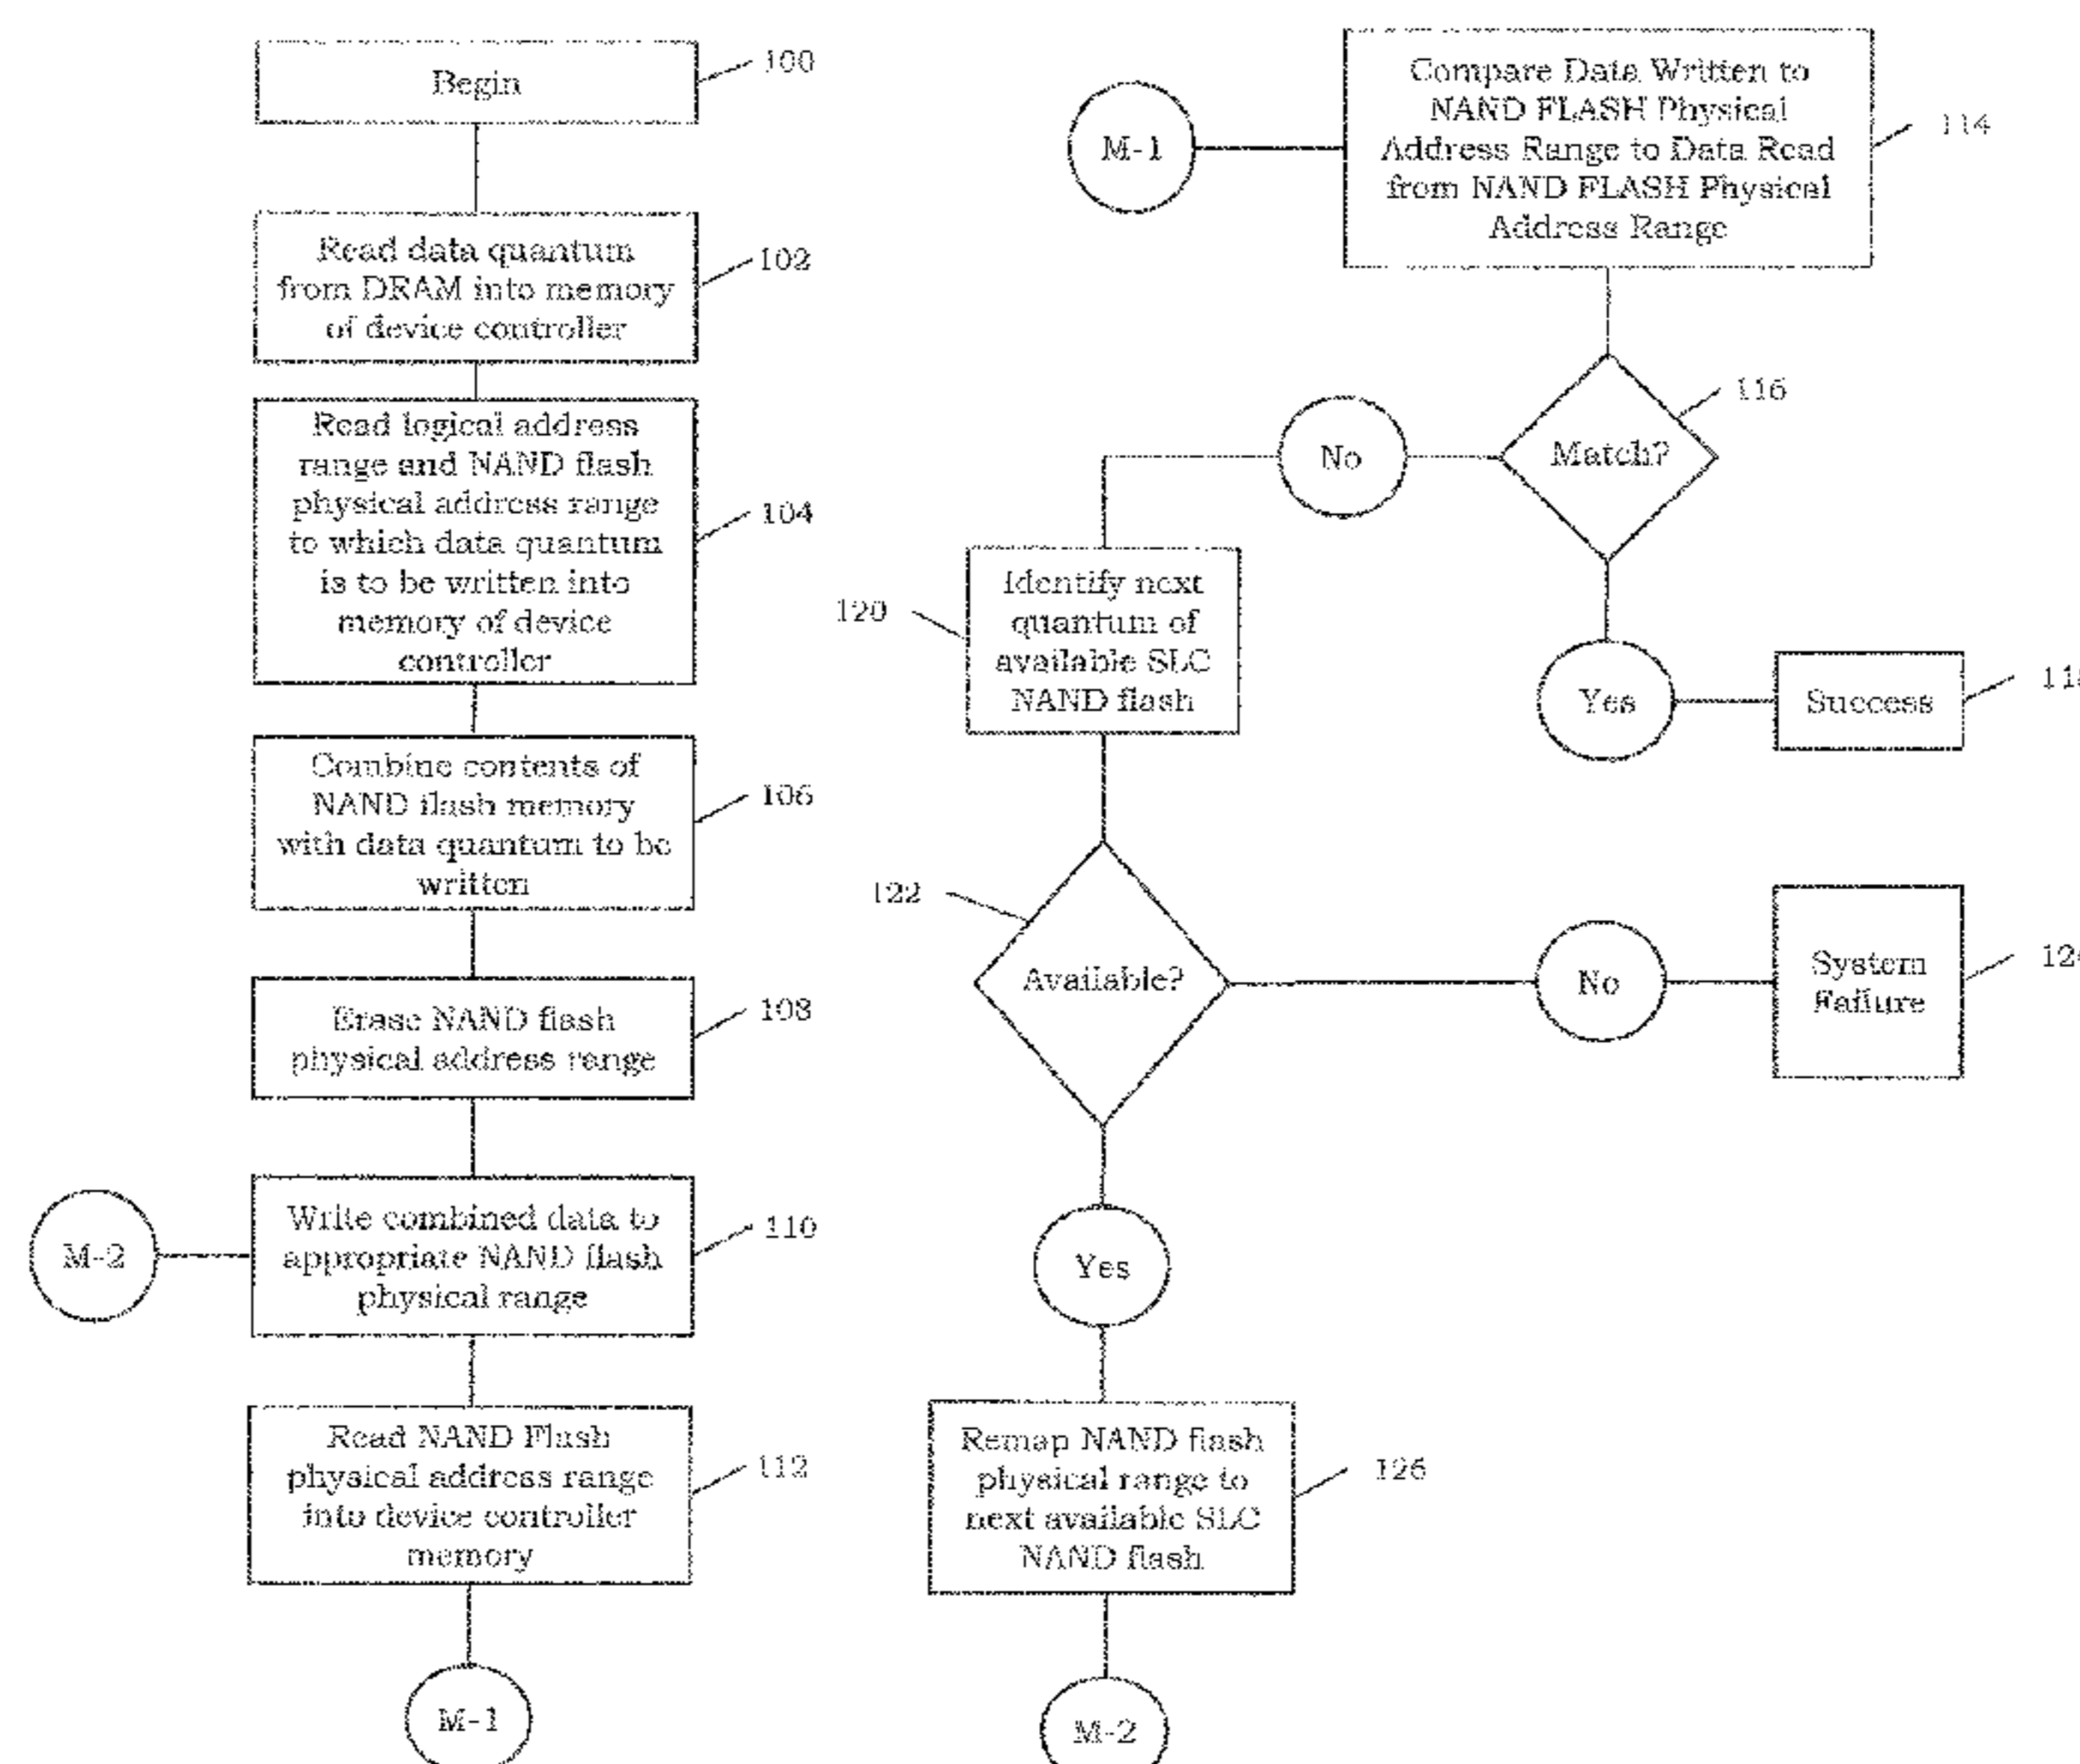 Begin
100
Read data quantum
from DRAM into memory
of device controller
102
Read logical address
range and NAND flash
physical address range
to which data quantum
is to be written into
memory of device
controller
104
Combine contents of
NAND flash memory
with data quantum to be
written
106
Erase NAND flash
physical address range
108
M-2
Write combined data to
appropriate NAND flash
physical range
110
Read NAND Flash
physical address range
into device controller
memory
112
M-1
M-1
Compare Data Written to
NAND FLASH Physical
Address Range to Data Read
from NAND FLASH Physical
Address Range
114
Match?
116
No
Yes
Success
Identify next
quantum of
available SLC
NAND flash
120
Available?
122
No
System
Failure
Yes
Remap NAND flash
physical range to
next available SLC
NAND flash
126
M-2